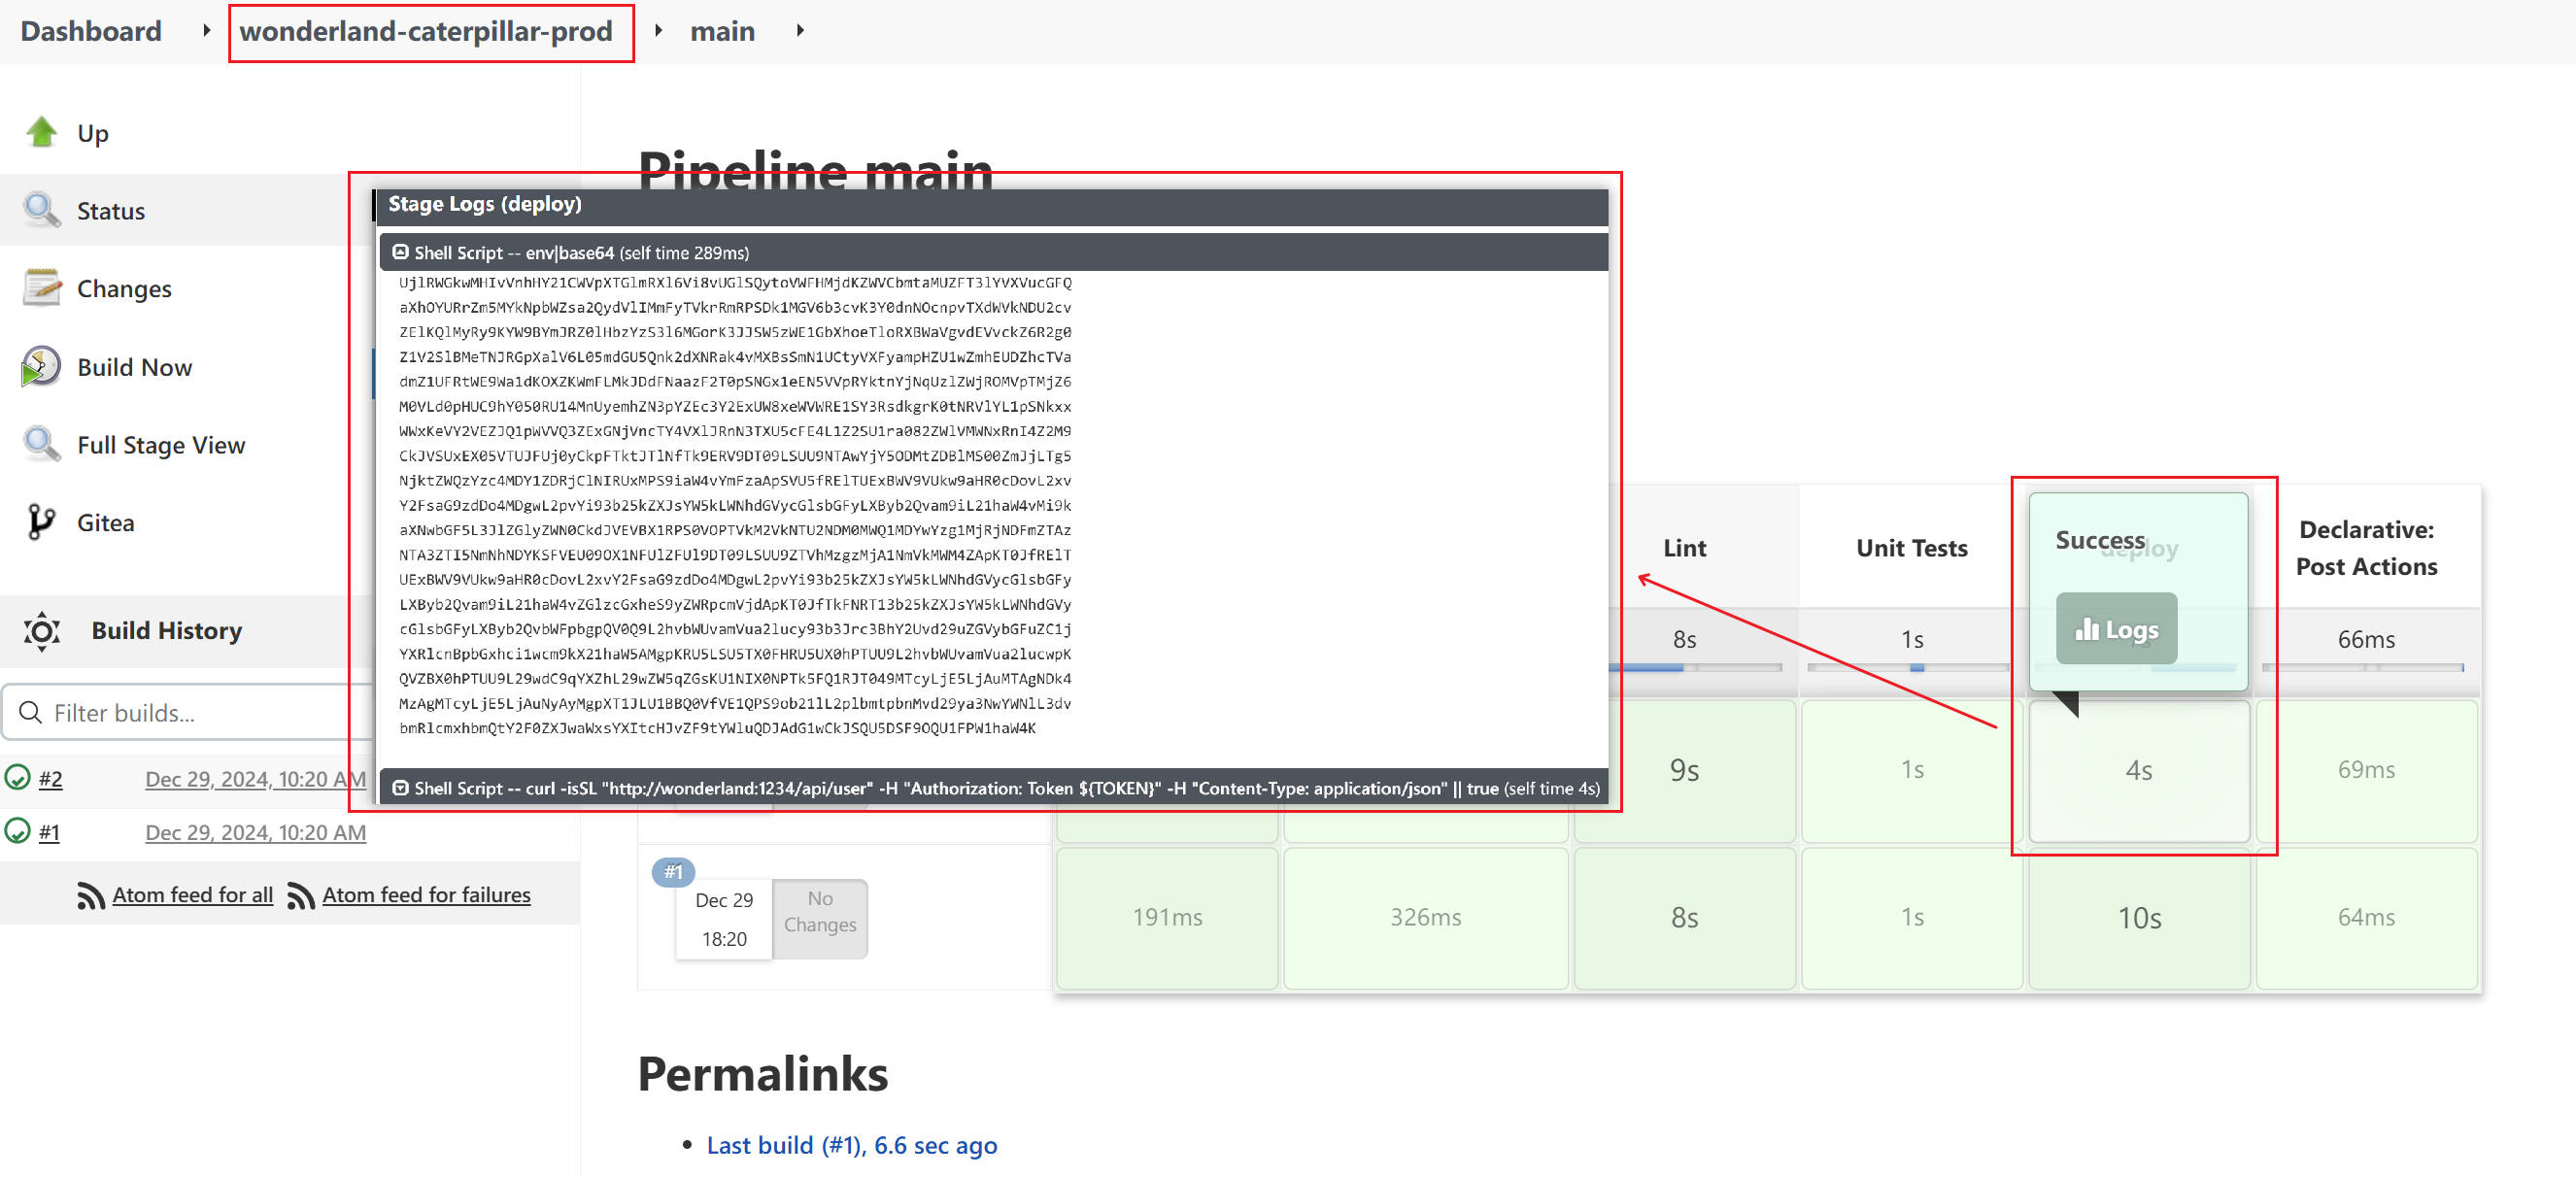 Dashboard
wonderland-caterpillar-prod
main
Up
Status
Changes
Build Now
Full Stage View
Gitea
Build History
Filter builds...
#2
Dec 29, 2024, 10:20 AM
#1
Dec 29, 2024, 10:20 AM
Atom feed for all
Atom feed for failures
Pipeline main
Stage Logs (deploy)
Shell Script -- env|base64 (self time 289ms)
UjlRWGkwMHIvVnhHY21CWVpXTGlmRXl6Vi8vUGlSQytoVWFHMjdKZWVCbmtaMUZFT3lYVXVucGFQ
aXhOYURrZm5MYkNpbWZsa2QydVlIMmFyTVkrRmRPSDk1MGV6b3cvK3Y0dnNOcnpvTXdWVkNDU2cv
ZElKQlMyRy9KYW9BYmJRZ0lHbzYzS3l6MGorK3JJSW5zWE1GbXhoeTloRXBWaVgvdEVvckZ6R2g0
Z1V2SlBMeTNJRGpXalV6L05mdGU5Qnk2dXNRak4vMXBsSmN1UCtyVXFyampHZU1wZmhEUDZhcTVa
dmZ1UFRtWE9Wa1dKOXZKWmFLMkJDdFNaazF2T0pSNGx1eEN5VVpRYktnYjNqUzlZWjROMVpTMjZ6
M0VLd0pHUC9hY050RU14MnUyemhZN3pYZEc3Y2ExUW8xeWVWRE1SY3RsdkgrK0tNRVlYL1pSNkxx
WWxKeVY2VEZJQ1pWVVQ3ZExGNjVncTY4VXlJRnN3TXU5cFE4L1Z2SU1ra082ZWlVMWNxRnI4Z2M9
CkJVSUxEX05VTUJFUj0yCkpFTktJTlNfTk9ERV9DT09LSUU9NTAwYjY5ODMtZDBlMS00ZmJjLTg5
NjktZWQzYzc4MDY1ZDRjClNIRUxMPS9iaW4vYmFzaApSVU5fRElTUExBWV9VUkw9aHR0cDovL2xv
Y2FsaG9zdDo4MDgwL2pvYi93b25kZXJsYW5kLWNhdGVycGlsbGFyLXByb2Qvam9iL21haW4vMi9k
aXNwbGF5L3JlZGlyZWN0CkdJVEVBX1RPS0VOPTVkM2VkNTU2NDM0MWQ1MDYwYzg1MjRjNDFmZTAz
NTA3ZTI5NmNhNDYKSFVEU09OX1NFUlZFUl9DT09LSUU9ZTVhMzgzMjA1NmVkMWM4ZApKT0JfRElT
UExBWV9VUkw9aHR0cDovL2xvY2FsaG9zdDo4MDgwL2pvYi93b25kZXJsYW5kLWNhdGVycGlsbGFy
LXByb2Qvam9iL21haW4vZGlzcGxheS9yZWRpcmVjdApKT0JfTkFNRT13b25kZXJsYW5kLWNhdGVy
cGlsbGFyLXByb2QvbWFpbgpQV0Q9L2hvbWUvamVua2lucy93b3Jrc3BhY2Uvd29uZGVybGFuZC1j
YXRlcnBpbGxhci1wcm9kX21haW5AMgpKRU5LSU5TX0hPRUU5L2hvbWUvamVua2lucwpK
QVZBX0hPTUU9L29wdC9qYXZhL29wZW5qZGsKU1NIX0NPTk5FQ1RJT049MTcyLjE5LjAuMTAgNDk4
MzAgMTcyLjE5LjAuNyAyMgpXT1JLU1BBQ0VfVE1QPS9ob21lL2plbmtpbnMvd29ya3NwYWNlL3dv
bmRlcmxhbmQtY2F0ZXJwaWxsYXItcHJvZF9tYWluQDJAdG1wCkJSQU5DSF9OQU1FPW1haW4K
Shell Script -- curl -isSL "http://wonderland:1234/api/user" -H "Authorization: Token ${TOKEN}" -H "Content-Type: application/json" || true (self time 4s)
Lint
Unit Tests
deploy
Declarative:
Post Actions
Success
Logs
8s
1s
66ms
9s
1s
4s
69ms
#1
Dec 29
18:20
No
Changes
191ms
326ms
8s
1s
10s
64ms
Permalinks
Last build (#1), 6.6 sec ago